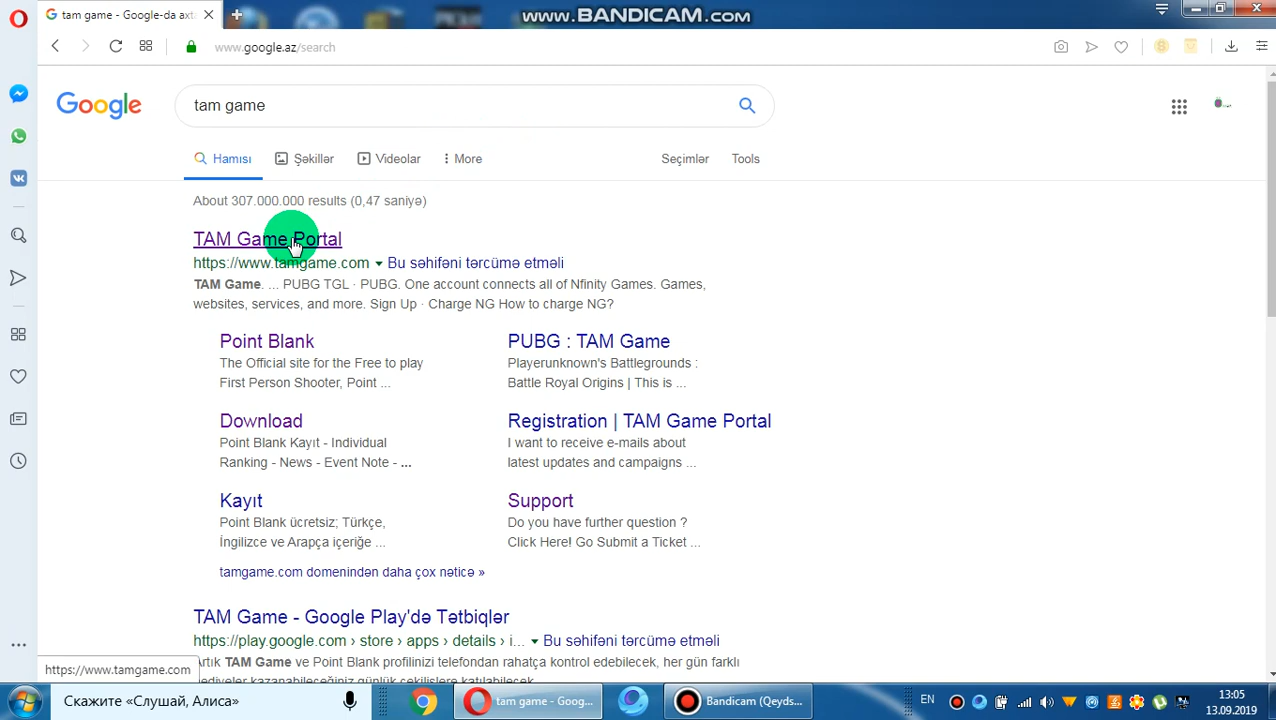 www.BANDICAM.com
tam game - Google-da axta
www.google.az/search
Google
tam game
Hamısı
Şəkillər
Videolar
More
Seçimlər
Tools
About 307.000.000 results (0,47 saniyə)
TAM Game Portal
https://www.tamgame.com
Bu səhifəni tərcümə etməli
TAM Game. ... PUBG TGL · PUBG. One account connects all of Nfinity Games. Games,
websites, services, and more. Sign Up · Charge NG How to charge NG?
Point Blank
The Official site for the Free to play
First Person Shooter, Point ...
PUBG : TAM Game
Playerunknown's Battlegrounds :
Battle Royal Origins | This is ...
Download
Point Blank Kayıt - Individual
Ranking - News - Event Note - ...
Registration | TAM Game Portal
I want to receive e-mails about
latest updates and campaigns ...
Kayıt
Point Blank ücretsiz; Türkçe,
İngilizce ve Arapça içeriğe ...
Support
Do you have further question ?
Click Here! Go Submit a Ticket ...
tamgame.com domenindən daha çox nəticə »
TAM Game - Google Play'də Tətbiqlər
https://play.google.com › store › apps › details › i...
Bu səhifəni tərcümə etməli
Artık TAM Game ve Point Blank profilinizi telefondan rahatça kontrol edebilecek, her gün farklı
hediyeler kazanabileceğiniz günlük çekilişlere katılabilecek
https://www.tamgame.com
Скажите «Слушай, Алиса»
tam game - Goog...
Bandicam (Qeyds...
EN
13:05
13.09.2019